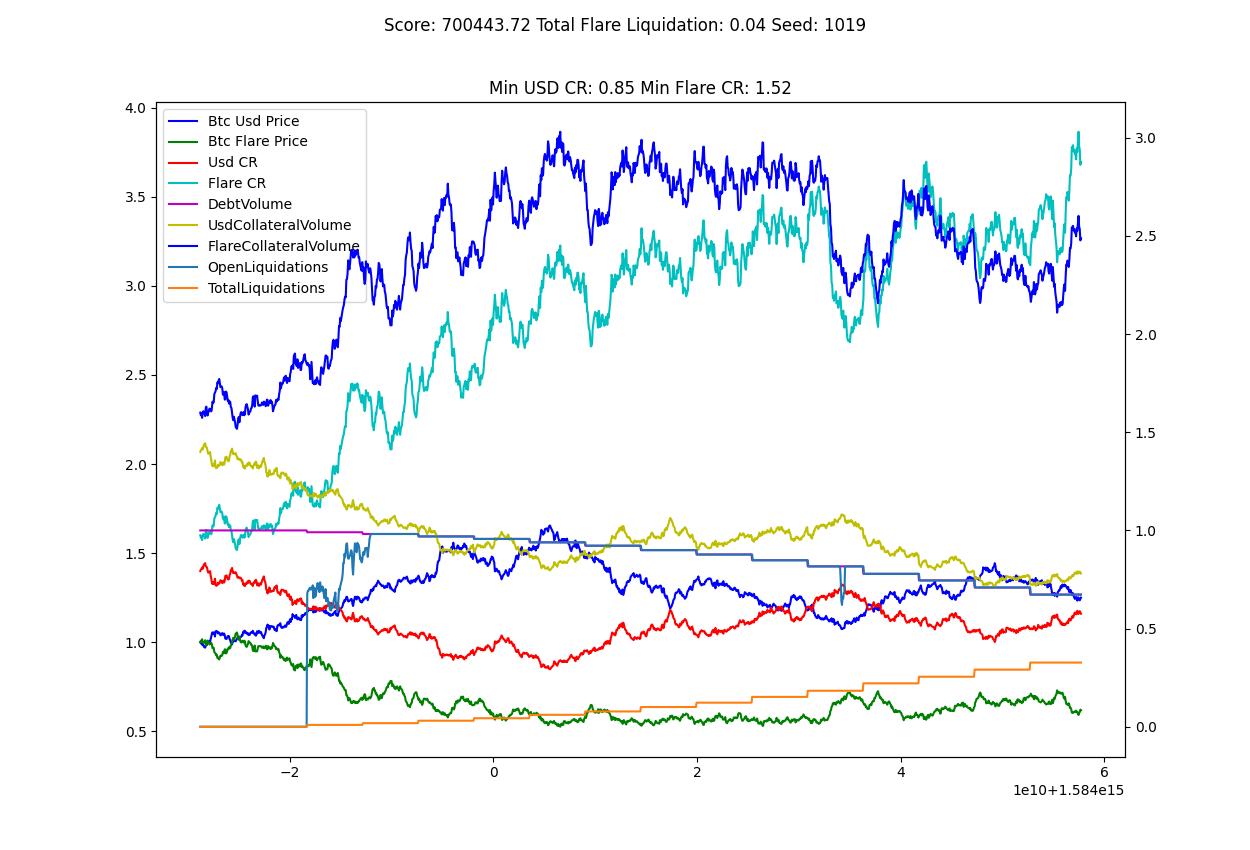 Score: 700443.72 Total Flare Liquidation: 0.04 Seed: 1019
Min USD CR: 0.85 Min Flare CR: 1.52
Btc Usd Price
Btc Flare Price
Usd CR
Flare CR
DebtVolume
UsdCollateralVolume
FlareCollateralVolume
OpenLiquidations
TotalLiquidations
4.0
3.5
3.0
2.5
2.0
1.5
1.0
0.5
3.0
2.5
2.0
1.5
1.0
0.5
0.0
−2
0
2
4
6
1e10+1.584e15